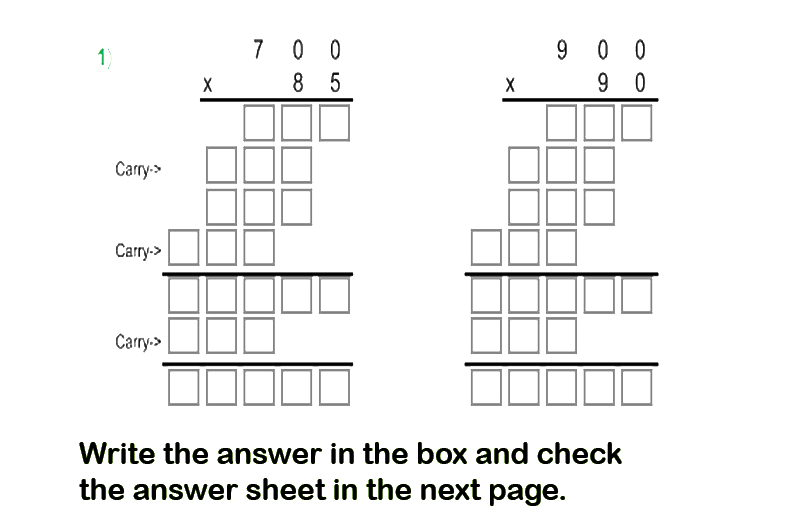 1)
7 0 0
x 8 5
9 0 0
x 9 0
Carry->
Carry->
Carry->
Write the answer in the box and check
the answer sheet in the next page.